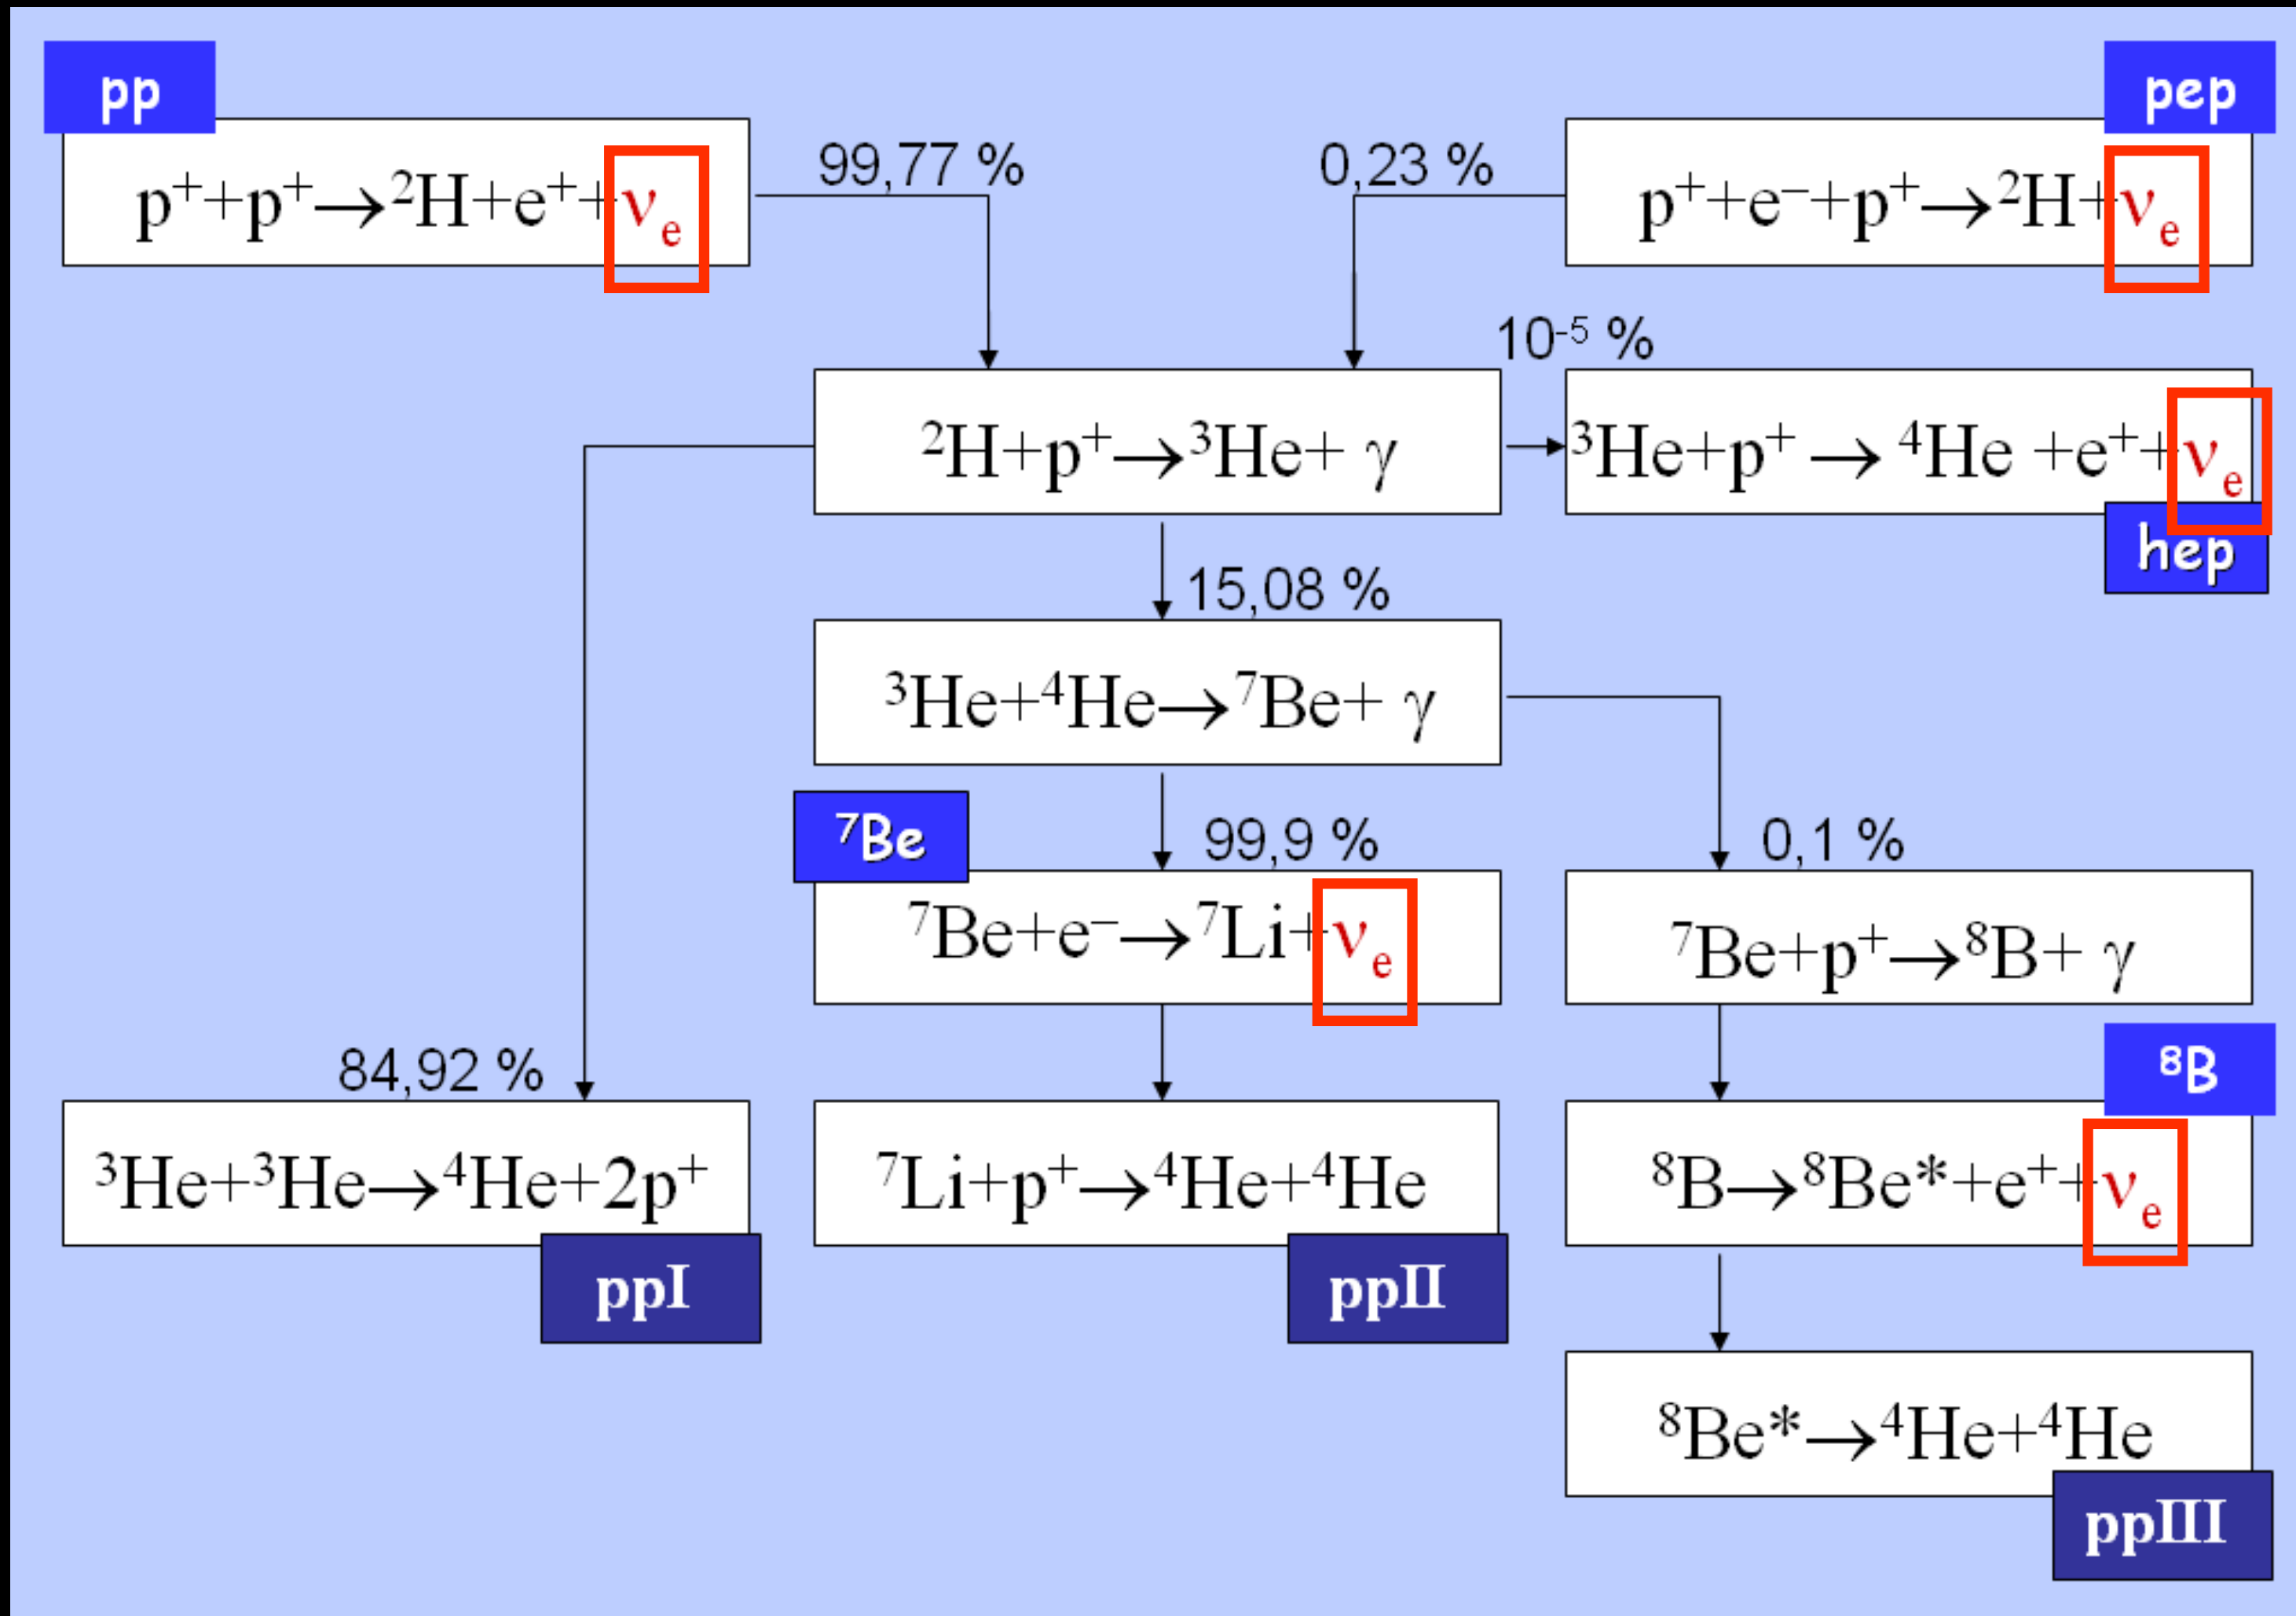 pp
pep
99,77 %
0,23 %
p⁺+p⁺→²H+e⁺+νₑ
p⁺+e⁻+p⁺→²H+νₑ
10⁻⁵ %
²H+p⁺→³He+ γ
³He+p⁺ → ⁴He +e⁺+νₑ
hep
15,08 %
³He+⁴He→⁷Be+ γ
⁷Be
99,9 %
0,1 %
⁷Be+e⁻→⁷Li+νₑ
⁷Be+p⁺→⁸B+ γ
84,92 %
⁸B
³He+³He→⁴He+2p⁺
⁷Li+p⁺→⁴He+⁴He
⁸B→⁸Be*+e⁺+νₑ
ppI
ppII
⁸Be*→⁴He+⁴He
ppIII